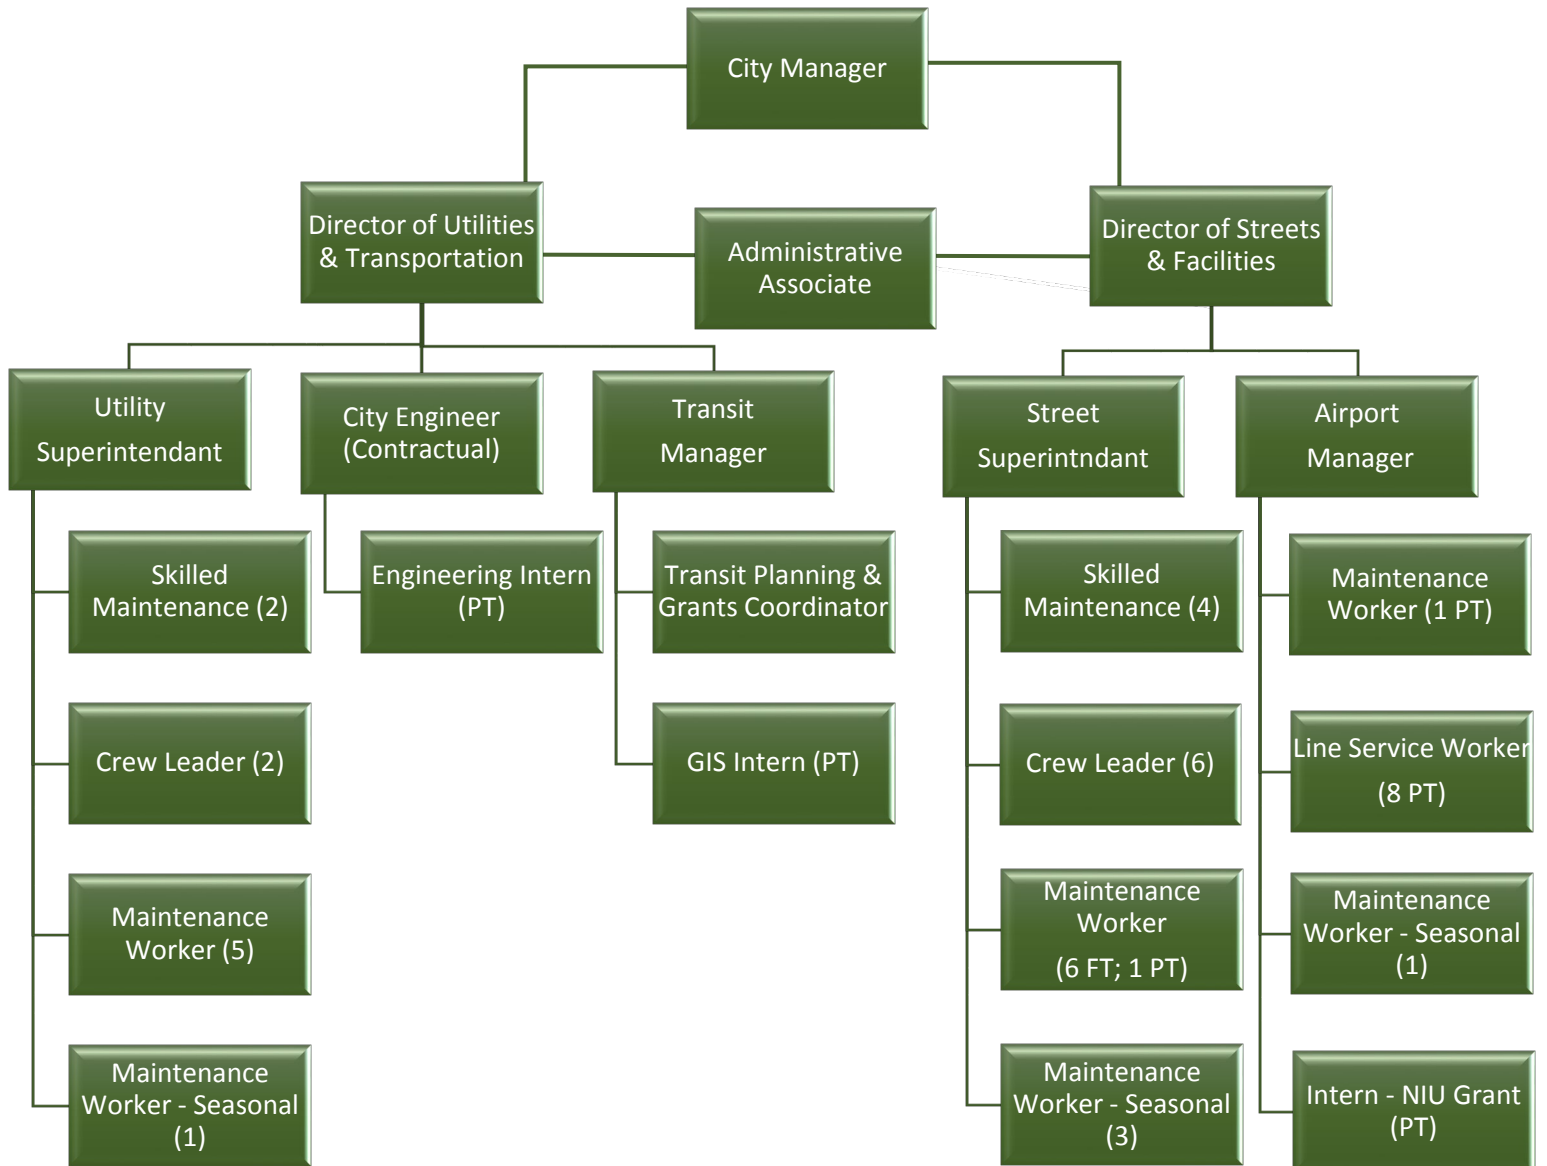 City Manager
Director of Utilities
& Transportation
Administrative
Associate
Director of Streets
& Facilities
Utility
Superintendant
City Engineer
(Contractual)
Transit
Manager
Street
Superintndant
Airport
Manager
Skilled
Maintenance (2)
Engineering Intern
(PT)
Transit Planning &
Grants Coordinator
Skilled
Maintenance (4)
Maintenance
Worker (1 PT)
Crew Leader (2)
GIS Intern (PT)
Crew Leader (6)
Line Service Worker
(8 PT)
Maintenance
Worker (5)
Maintenance
Worker
(6 FT; 1 PT)
Maintenance
Worker - Seasonal
(1)
Maintenance
Worker - Seasonal
(1)
Maintenance
Worker - Seasonal
(3)
Intern - NIU Grant
(PT)